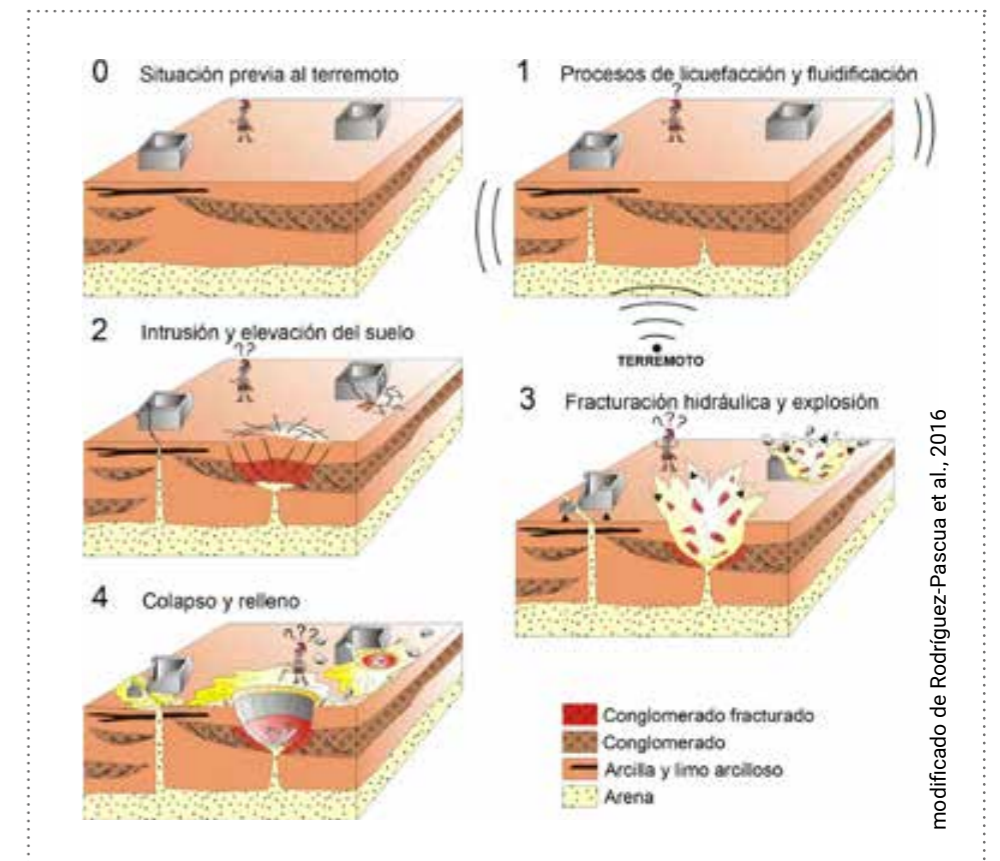 0 Situación previa al terremoto
1 Procesos de licuefacción y fluidificación
?
TERREMOTO
2 Intrusión y elevación del suelo
??
3 Fracturación hidráulica y explosión
???
4 Colapso y relleno
???
Conglomerado fracturado
Conglomerado
Arcilla y limo arcilloso
Arena
modificado de Rodríguez-Pascua et al., 2016